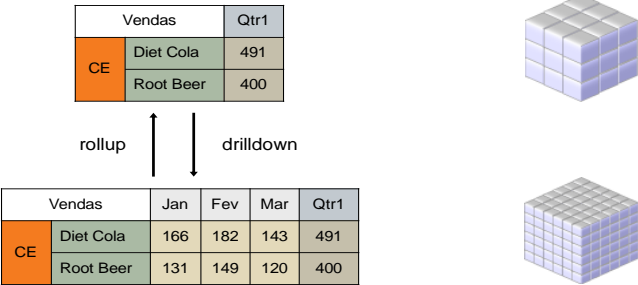 Vendas Qtr1
CE Diet Cola 491
Root Beer 400
rollup drilldown
Vendas Jan Fev Mar Qtr1
CE Diet Cola 166 182 143 491
Root Beer 131 149 120 400